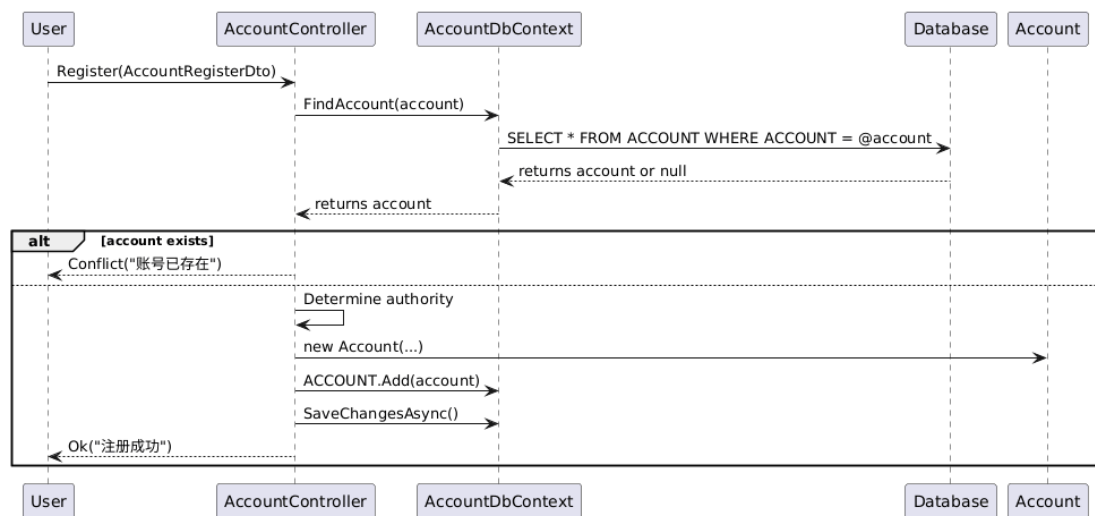 User AccountController AccountDbContext Database Account
Register(AccountRegisterDto)
FindAccount(account)
SELECT * FROM ACCOUNT WHERE ACCOUNT = @account
returns account or null
returns account
alt [account exists]
Conflict("账号已存在")
Determine authority
new Account(...)
ACCOUNT.Add(account)
SaveChangesAsync()
Ok("注册成功")
User AccountController AccountDbContext Database Account